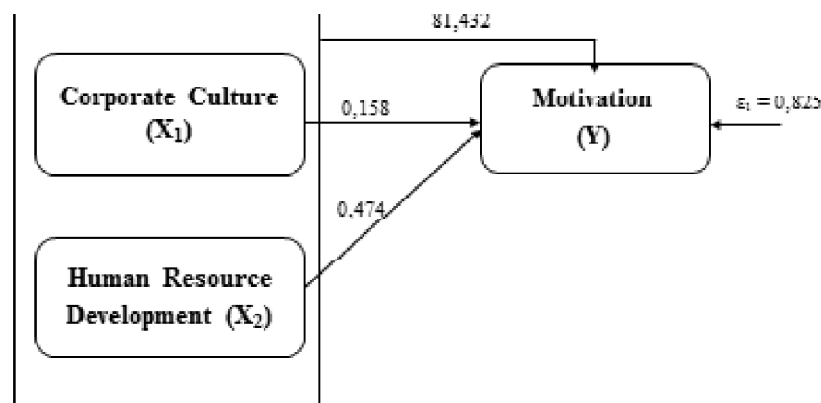 81,432
Corporate Culture
(X₁)
0,158
Motivation
(Y)
ε₁ = 0,825
0,474
Human Resource
Development (X₂)